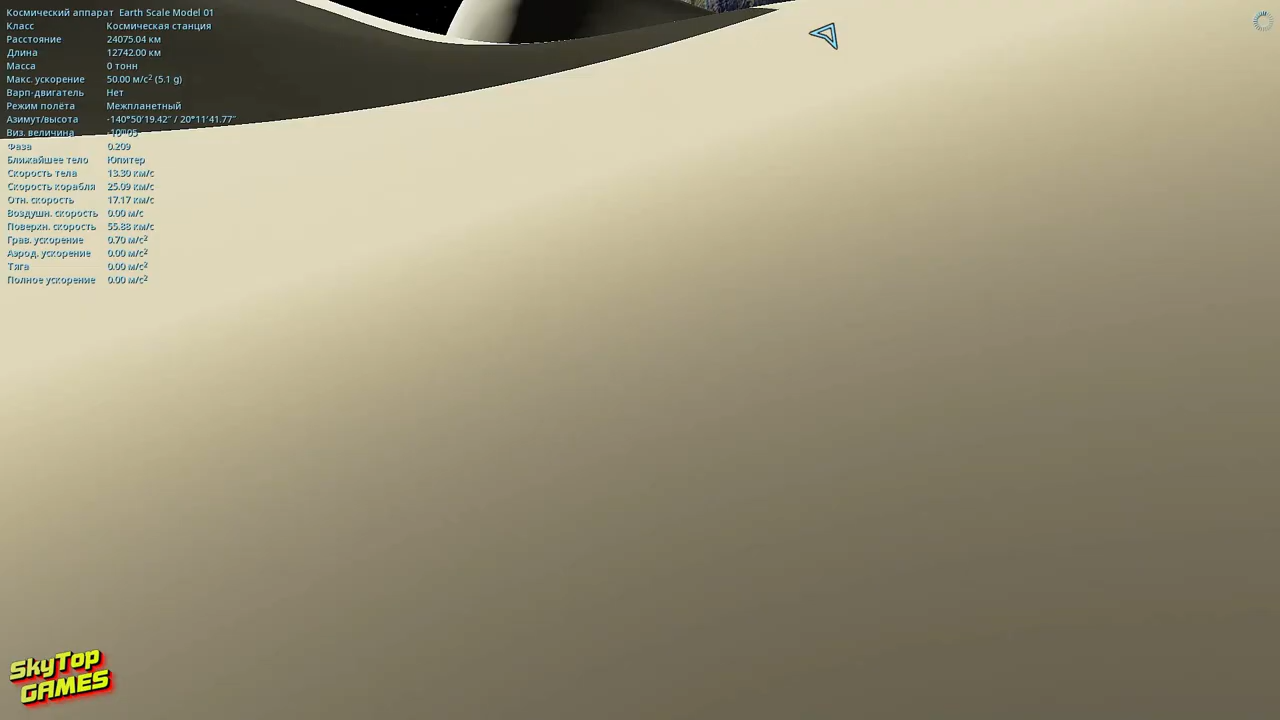 Космический аппарат Earth Scale Model 01
Класс Космическая станция
Расстояние 24075.04 км
Длина 12742.00 км
Масса 0 тонн
Макс. ускорение 50.00 м/с² (5.1 g)
Варп-двигатель Нет
Режим полёта Межпланетный
Азимут/высота -140°50'19.42" / 20°11'41.77"
Виз. величина
Фаза 0.209
Ближайшее тело Юпитер
Скорость тела 13.30 км/с
Скорость корабля 25.09 км/с
Отн. скорость 17.17 км/с
Воздушн. скорость 0.00 м/с
Поверхн. скорость 55.88 км/с
Грав. ускорение 0.70 м/с²
Аэрод. ускорение 0.00 м/с²
Тяга 0.00 м/с²
Полное ускорение 0.00 м/с²
SkyTop
GAMES